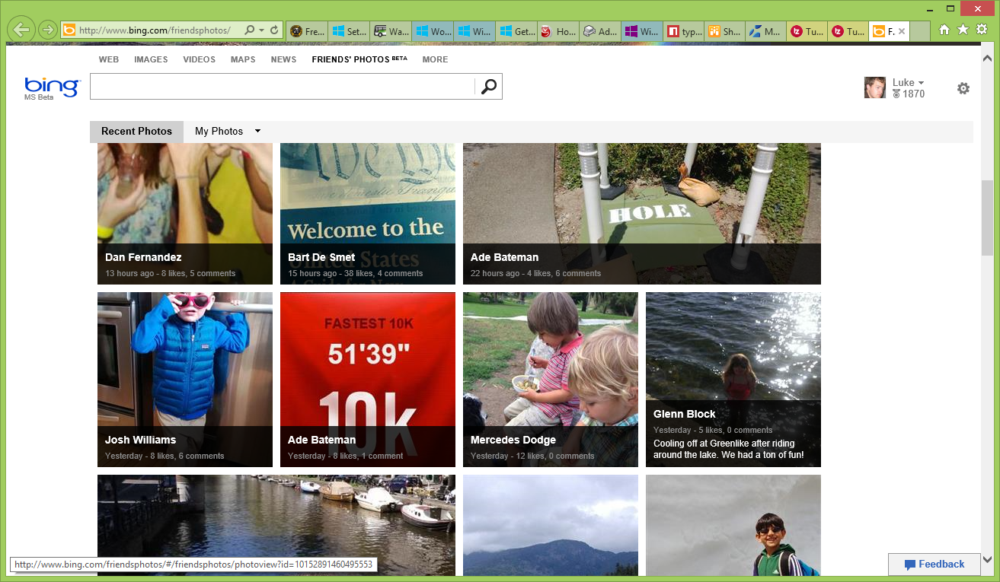 http://www.bing.com/friendsphotos/
Fre...
Set...
Wa...
Wo...
Wi...
Get...
Ho...
Ad...
Wi...
typ...
Sh...
M...
Tu...
Tu...
F.
WEB IMAGES VIDEOS MAPS NEWS FRIENDS' PHOTOS BETA MORE
bing
MS Beta
Luke
1870
Recent Photos My Photos
We
Welcome to the
United States
HOLE
Dan Fernandez
13 hours ago - 8 likes, 5 comments
Bart De Smet
15 hours ago - 38 likes, 4 comments
Ade Bateman
22 hours ago - 4 likes, 6 comments
FASTEST 10K
51'39"
10k
Josh Williams
Yesterday - 8 likes, 6 comments
Ade Bateman
Yesterday - 8 likes, 1 comment
Mercedes Dodge
Yesterday - 12 likes, 0 comments
Glenn Block
Yesterday - 5 likes, 0 comments
Cooling off at Greenlike after riding
around the lake. We had a ton of fun!
http://www.bing.com/friendsphotos/#/friendsphotos/photoview?id=10152891460495553
Feedback